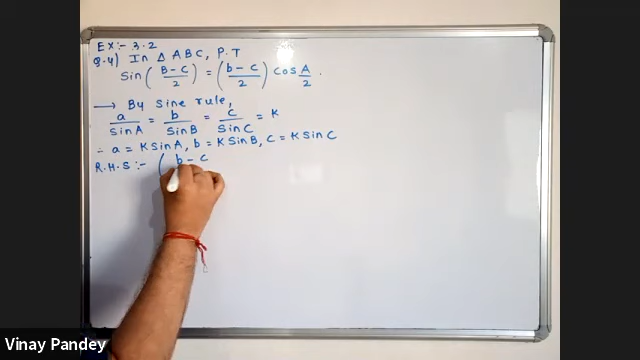 EX:- 3.2
Q.4) In △ ABC, P.T
Sin( B-C / 2 ) = ( b-c / 2 ) cos A/2 .
→ By sine rule,
a / sinA = b / sinB = c / sinC = K
∴ a = K sinA, b = K sinB, c = K sinC
R.H.S :- ( b - c
Vinay Pandey